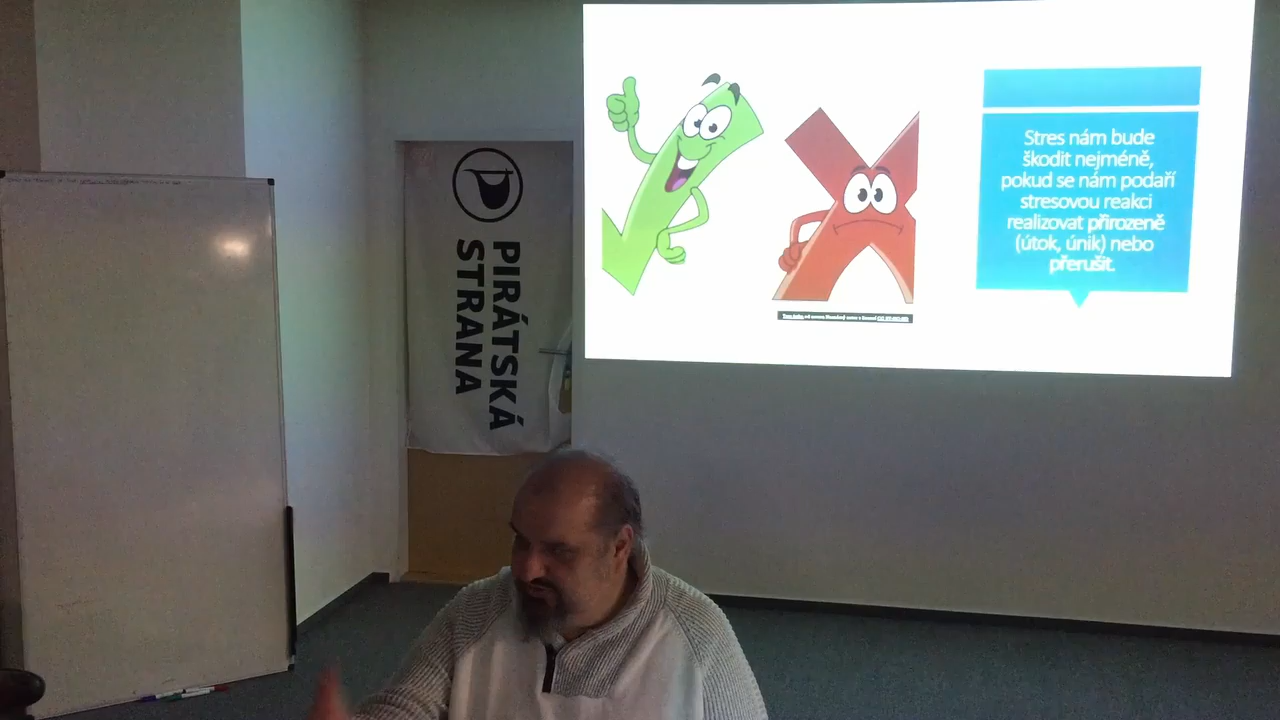 PIRÁTSKÁ
STRANA
Stres nám bude
škodit nejméně,
pokud se nám podaří
stresovou reakci
realizovat přirozeně
(útok, únik) nebo
přerušit.